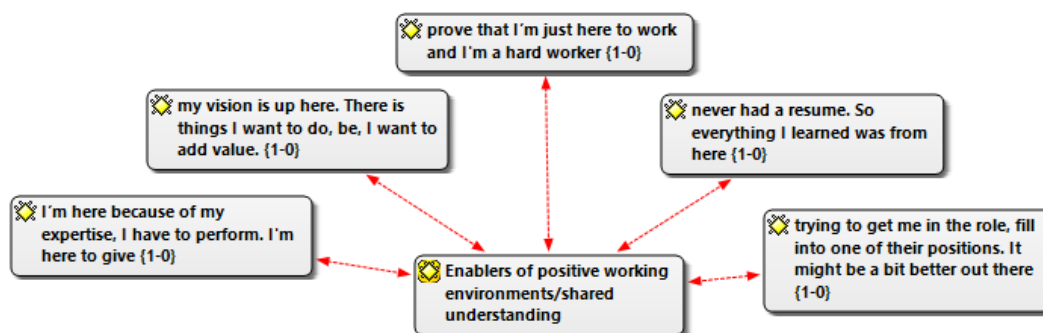 prove that I´m just here to work
and I'm a hard worker {1-0}
my vision is up here. There is
things I want to do, be, I want to
add value. {1-0}
never had a resume. So
everything I learned was from
here {1-0}
I´m here because of my
expertise, I have to perform. I'm
here to give {1-0}
trying to get me in the role, fill
into one of their positions. It
might be a bit better out there
{1-0}
Enablers of positive working
environments/shared
understanding